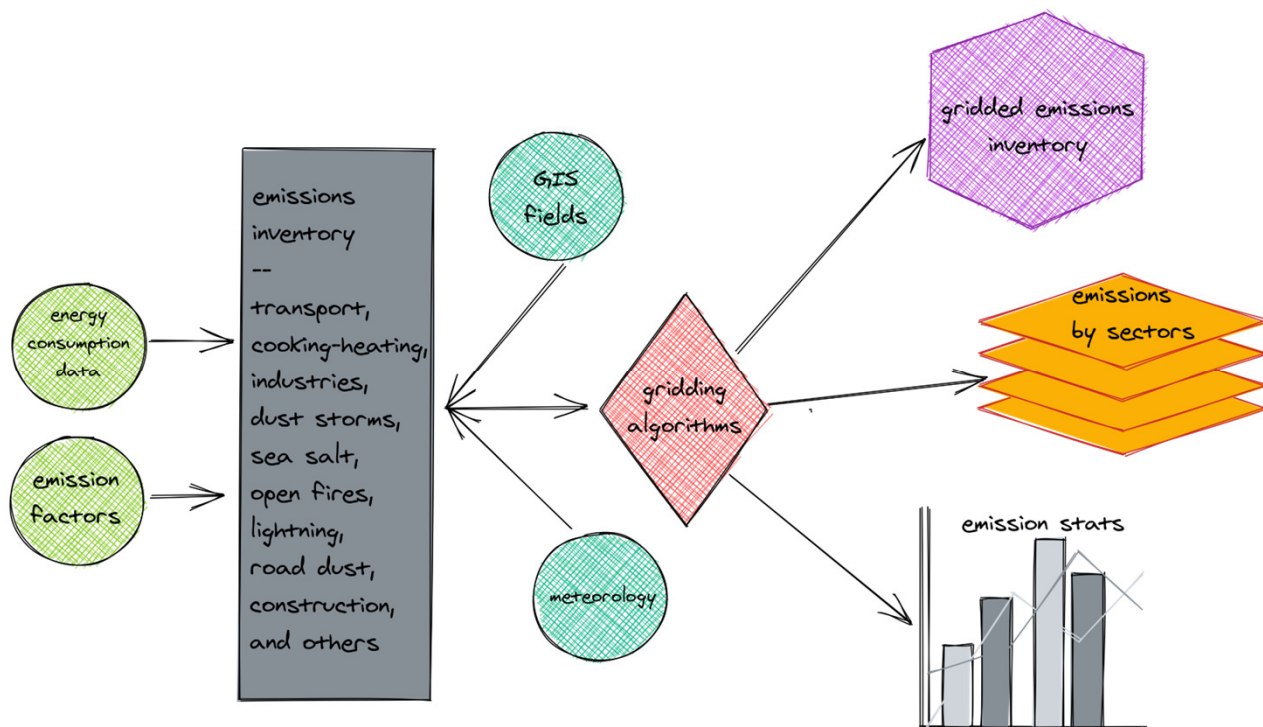 energy
consumption
data
emission
factors
emissions
inventory
--
transport,
cooking-heating,
industries,
dust storms,
sea salt,
open fires,
lightning,
road dust,
construction,
and others
GIS
fields
meteorology
gridding
algorithms
gridded emissions
inventory
emissions
by sectors
emission stats